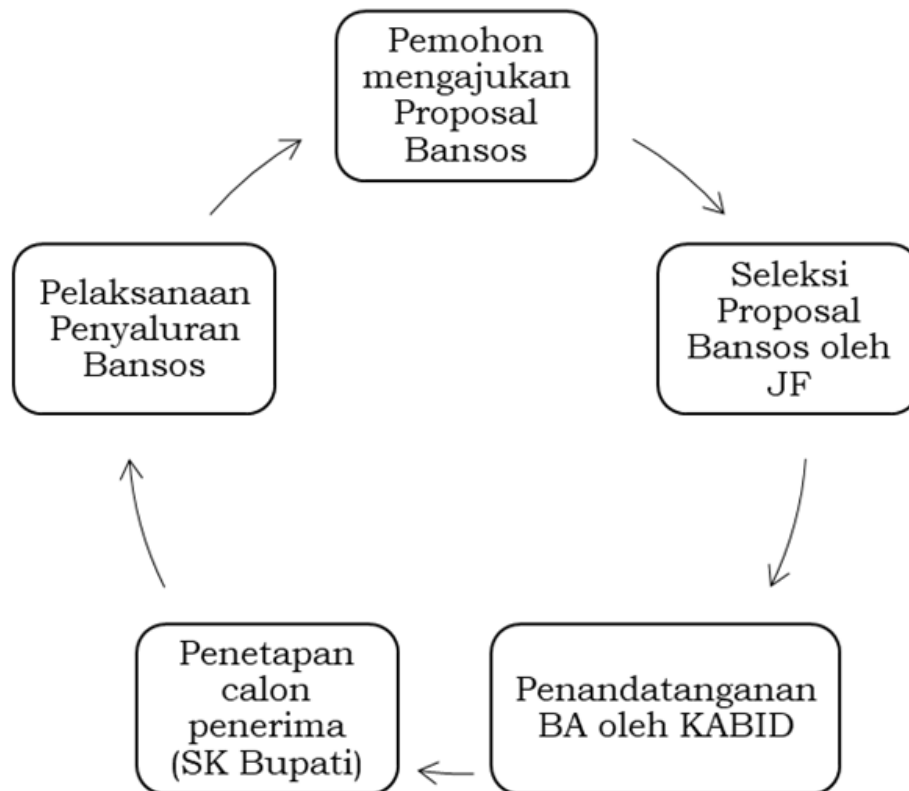 Pemohon
mengajukan
Proposal
Bansos
Seleksi
Proposal
Bansos oleh
JF
Penandatanganan
BA oleh KABID
Penetapan
calon
penerima
(SK Bupati)
Pelaksanaan
Penyaluran
Bansos